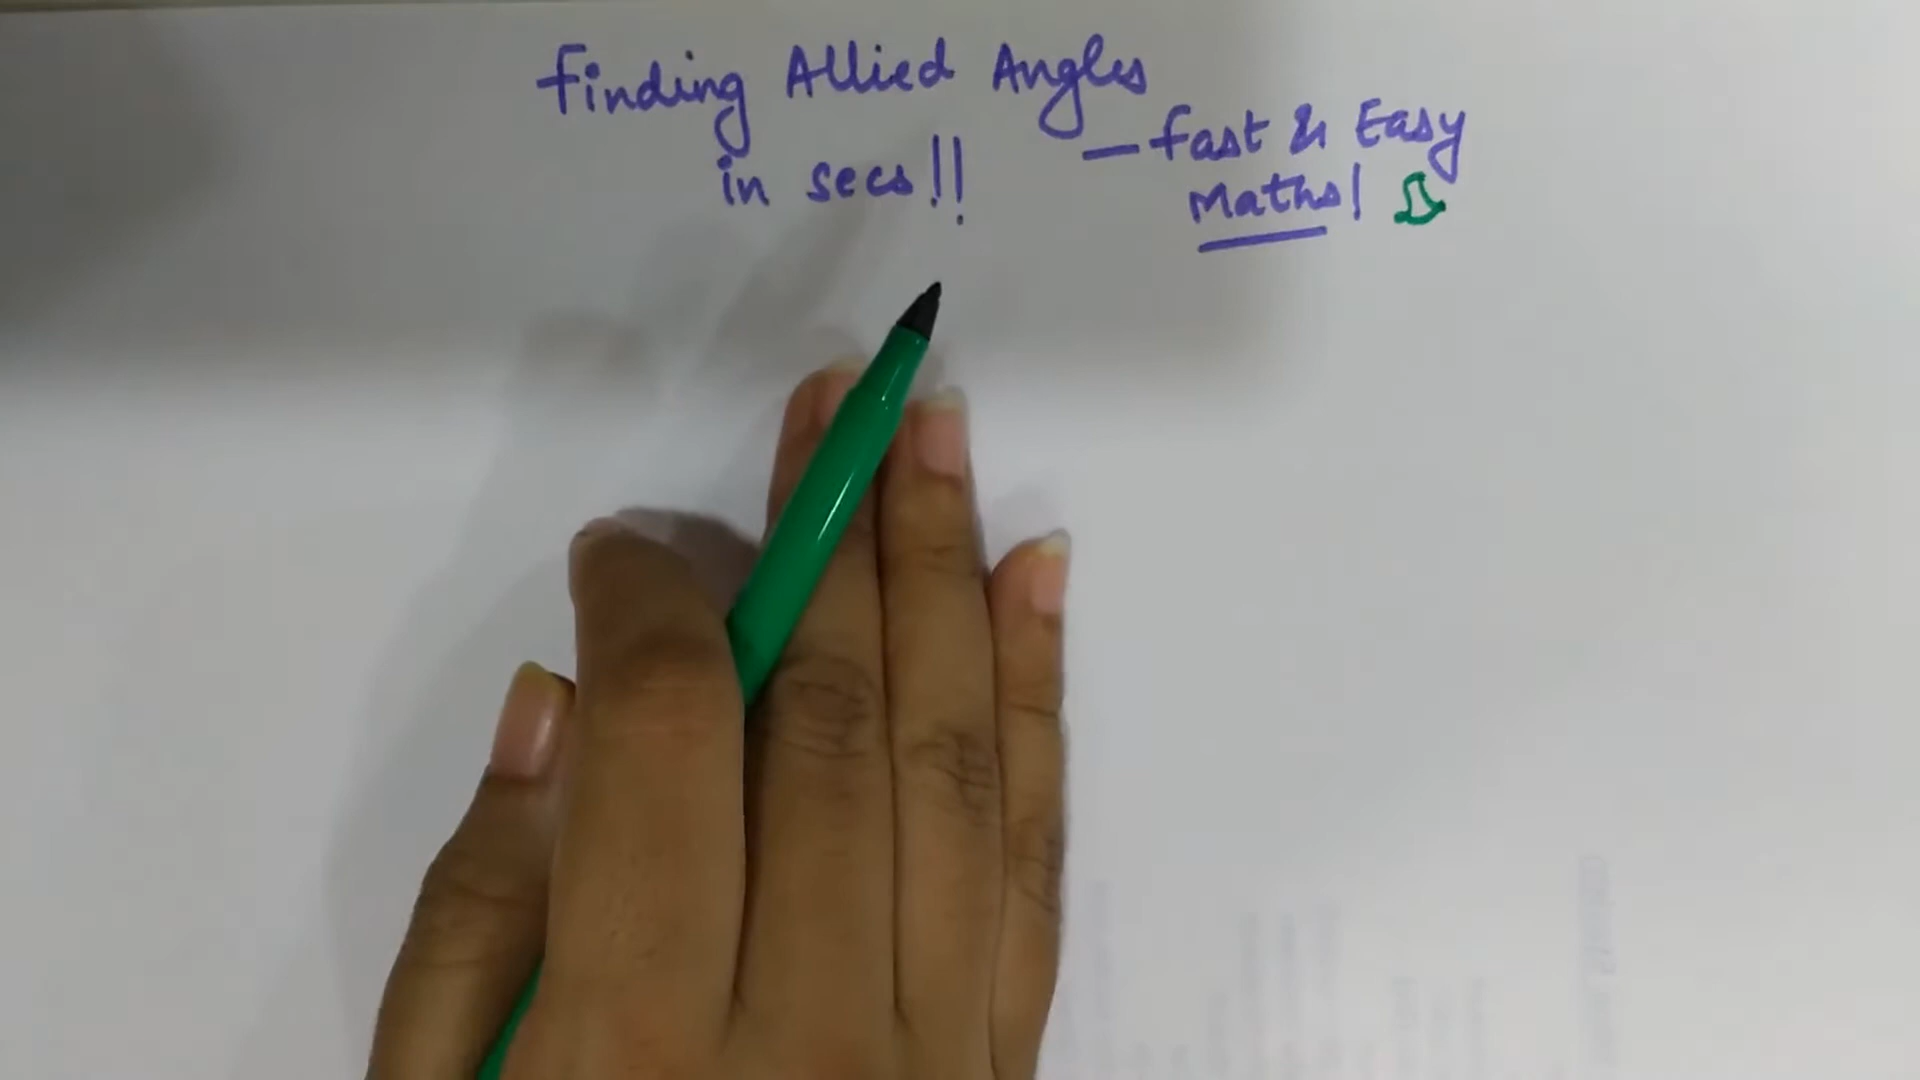 Finding Allied Angles
in secs!!
- Fast & Easy
Maths!